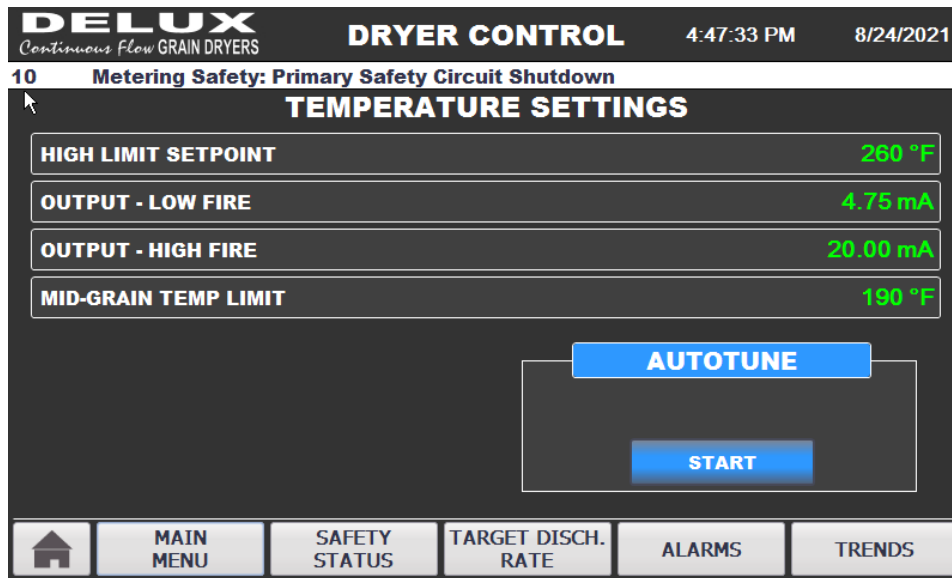 DELUX
Continuous Flow GRAIN DRYERS
DRYER CONTROL
4:47:33 PM
8/24/2021
10 Metering Safety: Primary Safety Circuit Shutdown
TEMPERATURE SETTINGS
HIGH LIMIT SETPOINT 260 °F
OUTPUT - LOW FIRE 4.75 mA
OUTPUT - HIGH FIRE 20.00 mA
MID-GRAIN TEMP LIMIT 190 °F
AUTOTUNE
START
MAIN
MENU
SAFETY
STATUS
TARGET DISCH.
RATE
ALARMS
TRENDS